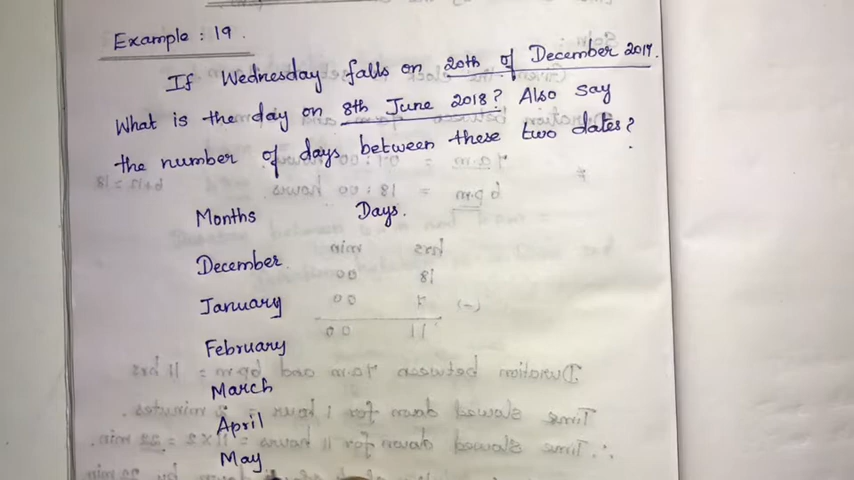 Example : 19.
If Wednesday falls on 20th of December 2017.
What is the day on 8th June 2018? Also say
the number of days between these two dates?
Months Days.
December
January
February
March
April
May